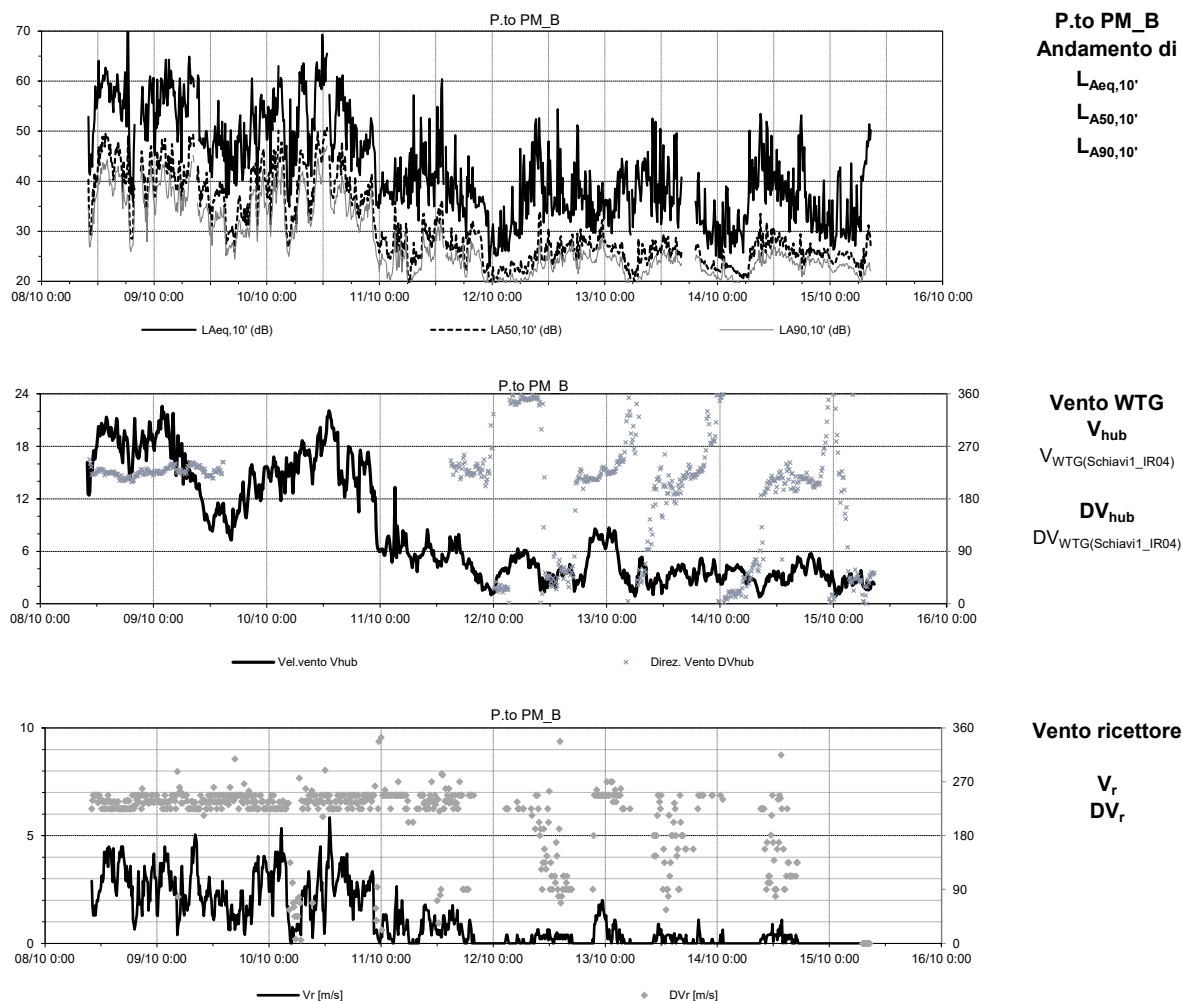 P.to PM_B
70
60
50
40
30
20
08/10 0:00 09/10 0:00 10/10 0:00 11/10 0:00 12/10 0:00 13/10 0:00 14/10 0:00 15/10 0:00 16/10 0:00
LAeq,10' (dB) LA50,10' (dB) LA90,10' (dB)
P.to PM_B
Andamento di
LAeq,10'
LA50,10'
LA90,10'
P.to PM_B
24 360
18 270
12 180
6 90
0 0
08/10 0:00 09/10 0:00 10/10 0:00 11/10 0:00 12/10 0:00 13/10 0:00 14/10 0:00 15/10 0:00 16/10 0:00
Vel.vento Vhub Direz. Vento DVhub
Vento WTG
Vhub
VWTG(Schiavi1_IR04)
DVhub
DVWTG(Schiavi1_IR04)
P.to PM_B
10 360
270
5 180
90
0 0
08/10 0:00 09/10 0:00 10/10 0:00 11/10 0:00 12/10 0:00 13/10 0:00 14/10 0:00 15/10 0:00 16/10 0:00
Vr [m/s] DVr [m/s]
Vento ricettore
Vr
DVr